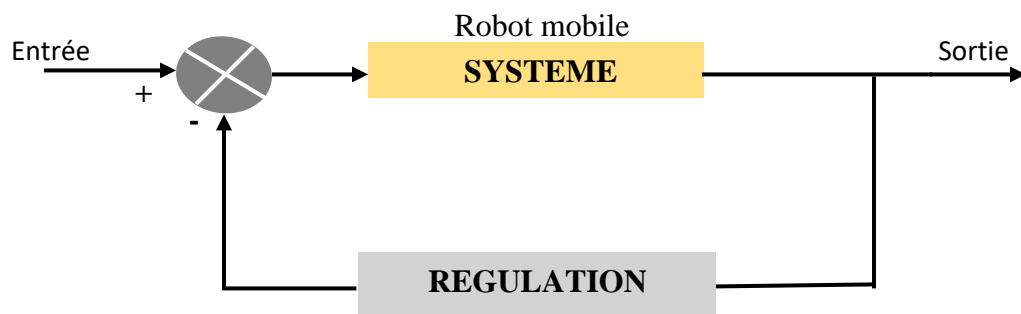 Robot mobile
Entrée
SYSTEME
Sortie
+
-
REGULATION